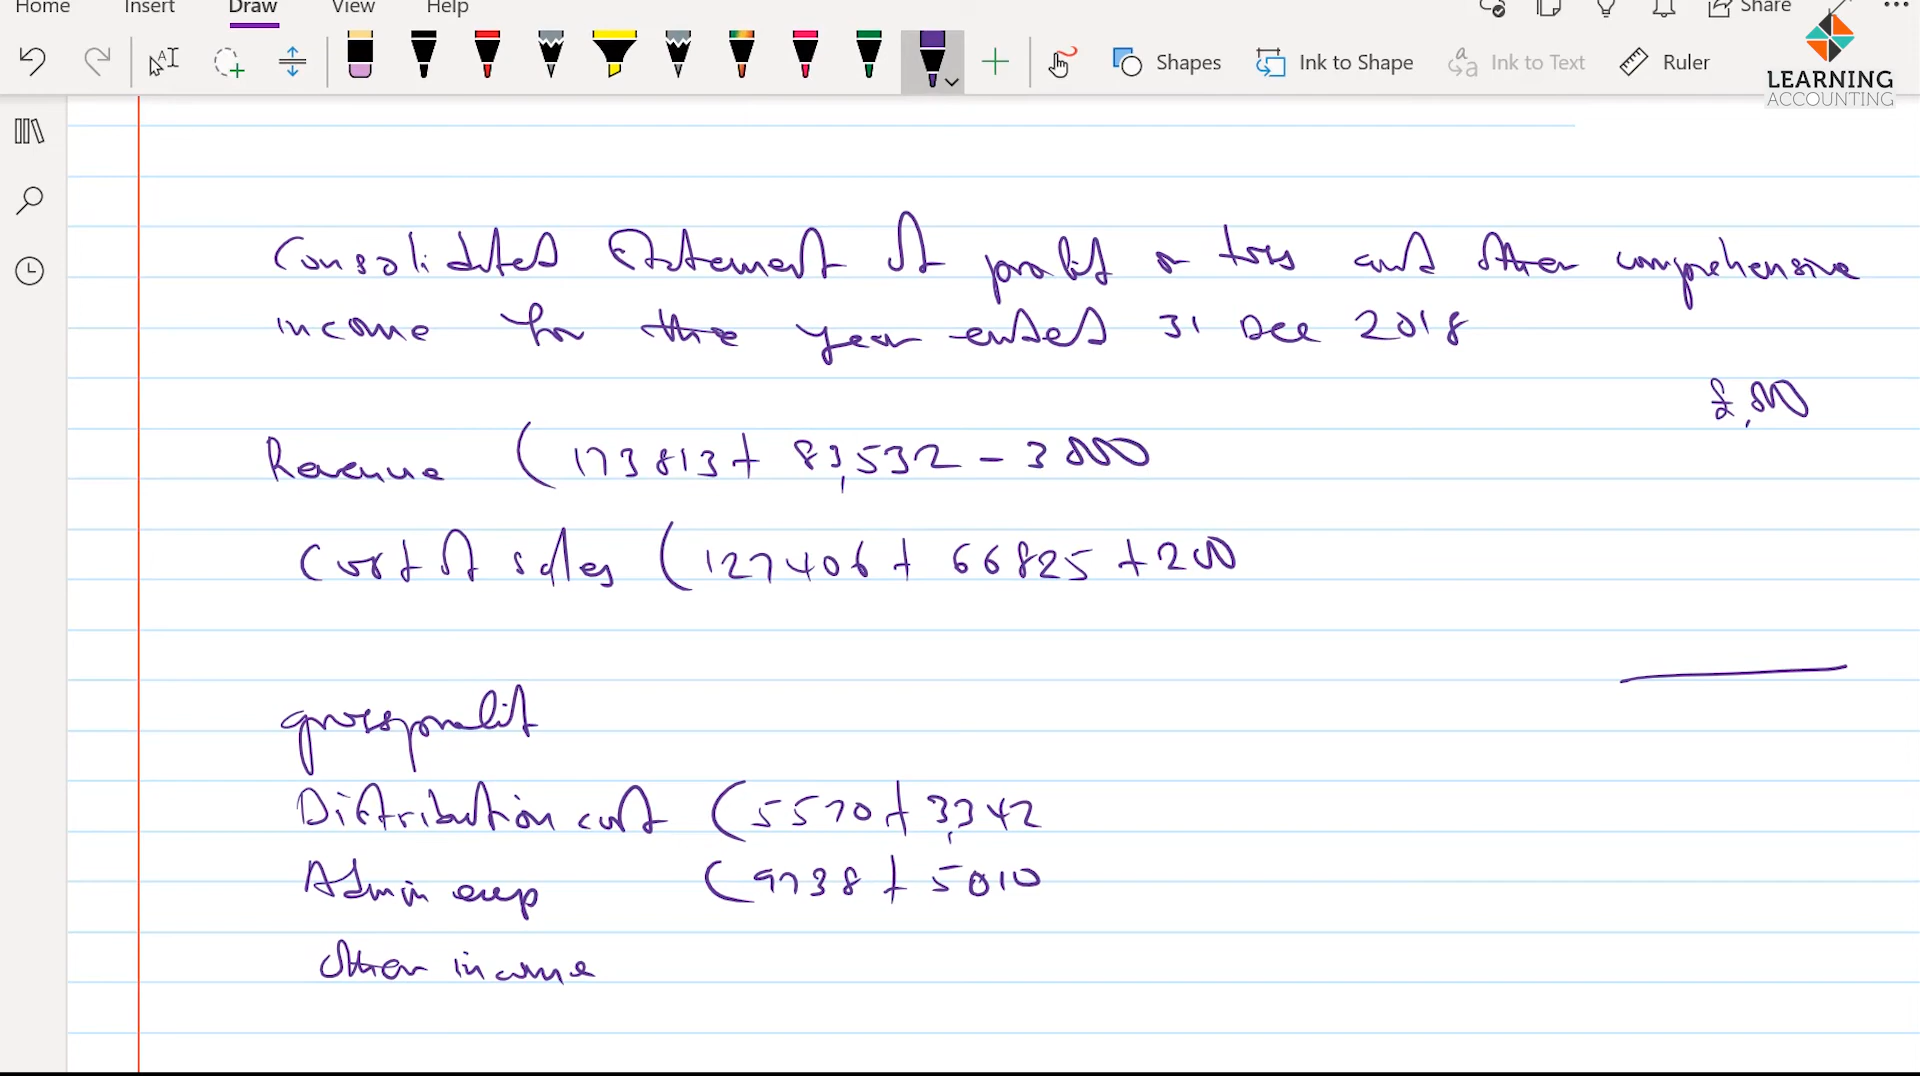 Home Insert Draw View Help Share
Shapes Ink to Shape Ink to Text Ruler
LEARNING
ACCOUNTING
Consolidated Statement of profit or loss and other comprehensive
income for the year ended 31 Dec 2018
£,000
Revenue (173813 + 83,532 - 3000
Cost of sales (127406 + 66825 + 200
gross profit
Distribution cost (5570 + 3,342
Admin exp (9738 + 5010
Other income